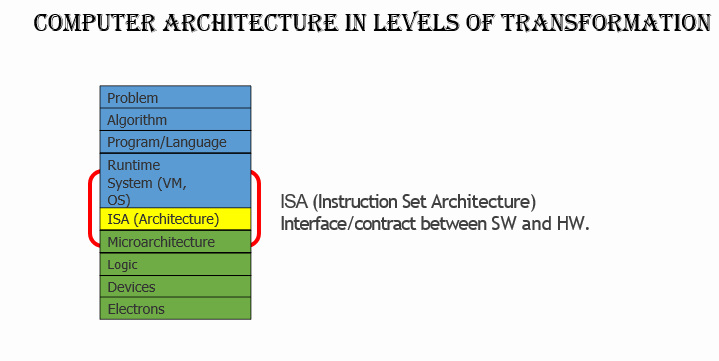 COMPUTER ARCHITECTURE IN LEVELS OF TRANSFORMATION
Problem
Algorithm
Program/Language
Runtime
System (VM,
OS)
ISA (Architecture)
Microarchitecture
Logic
Devices
Electrons
ISA (Instruction Set Architecture)
Interface/contract between SW and HW.